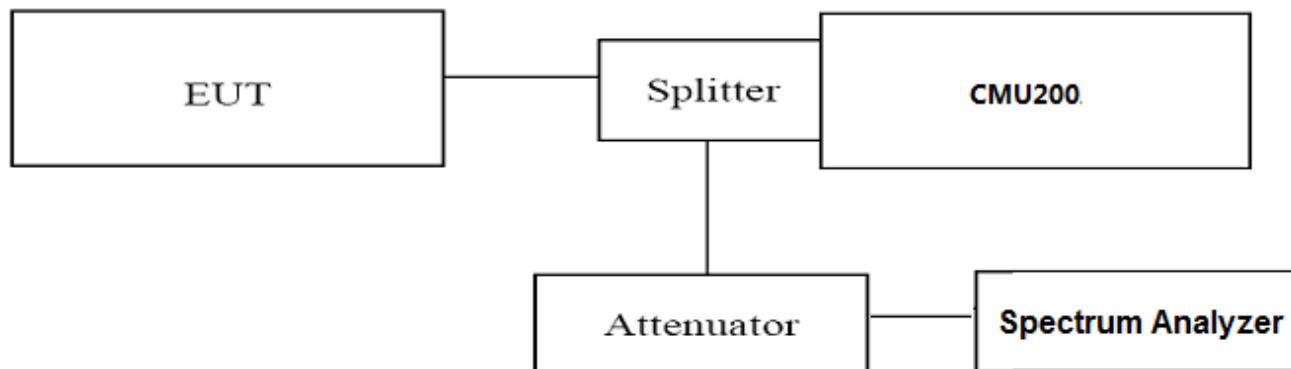 EUT
Splitter
CMU200.
Attenuator
Spectrum Analyzer